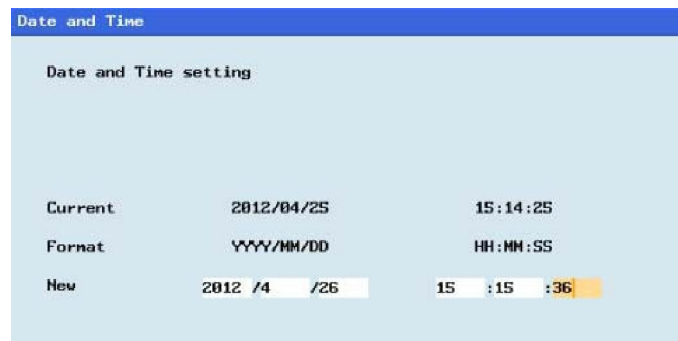 Date and Time
Date and Time setting
Current 2012/04/25 15:14:25
Format YYYY/MM/DD HH:MM:SS
New 2012 /4 /26 15 :15 :36